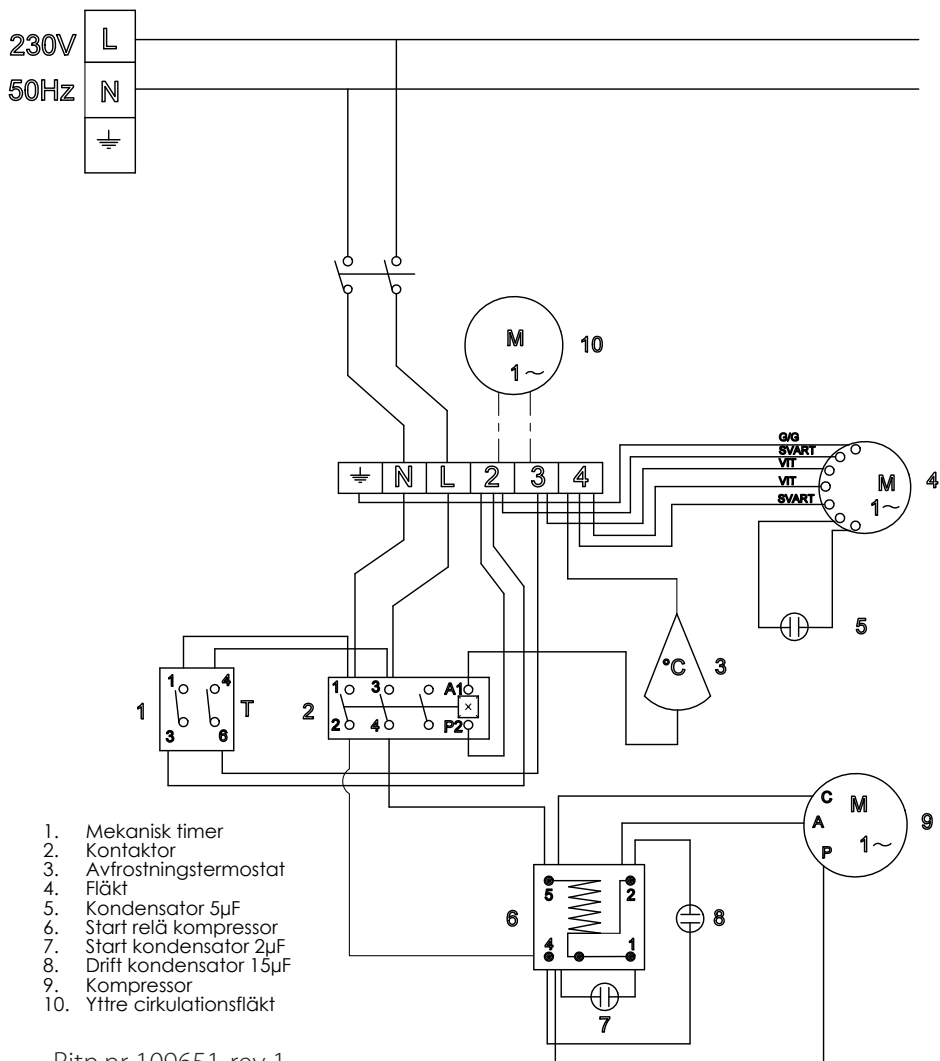 230V L
50Hz N
M
1~
10
N L 2 3 4
G/G
SVART
VIT
VIT
SVART
M
1~
4
5
°C
3
1
1 4
3 6
T
2
1 3 A1
2 4 P2
×
C
A
P
M
1~
9
6
5 2
4 1
8
7
1. Mekanisk timer
2. Kontaktor
3. Avfrostningstermostat
4. Fläkt
5. Kondensator 5µF
6. Start relä kompressor
7. Start kondensator 2µF
8. Drift kondensator 15µF
9. Kompressor
10. Yttre cirkulationsfläkt